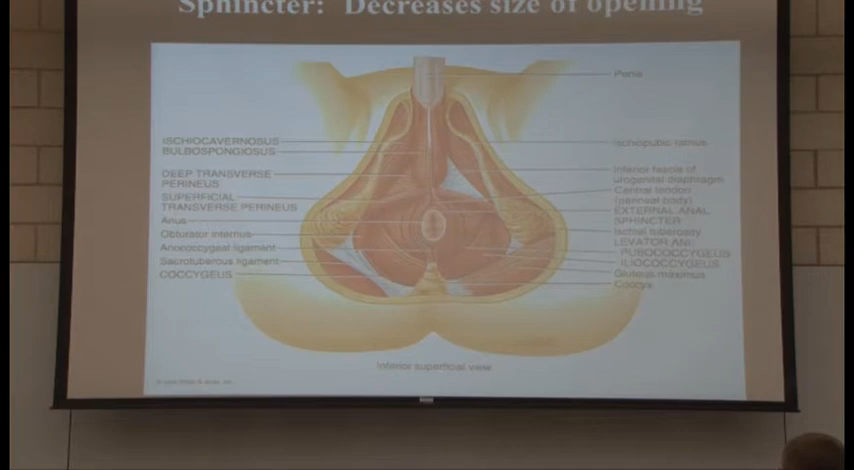 Sphincter: Decreases size of opening
Penis
ISCHIOCAVERNOSUS
BULBOSPONGIOSUS
Ischiopubic ramus
DEEP TRANSVERSE
PERINEUS
SUPERFICIAL
TRANSVERSE PERINEUS
Anus
Obturator internus
Anococcygeal ligament
Sacrotuberous ligament
COCCYGEUS
Inferior fascia of
urogenital diaphragm
Central tendon
(perineal body)
EXTERNAL ANAL
SPHINCTER
Ischial tuberosity
LEVATOR ANI:
PUBOCOCCYGEUS
ILIOCOCCYGEUS
Gluteus maximus
Coccyx
Inferior superficial view